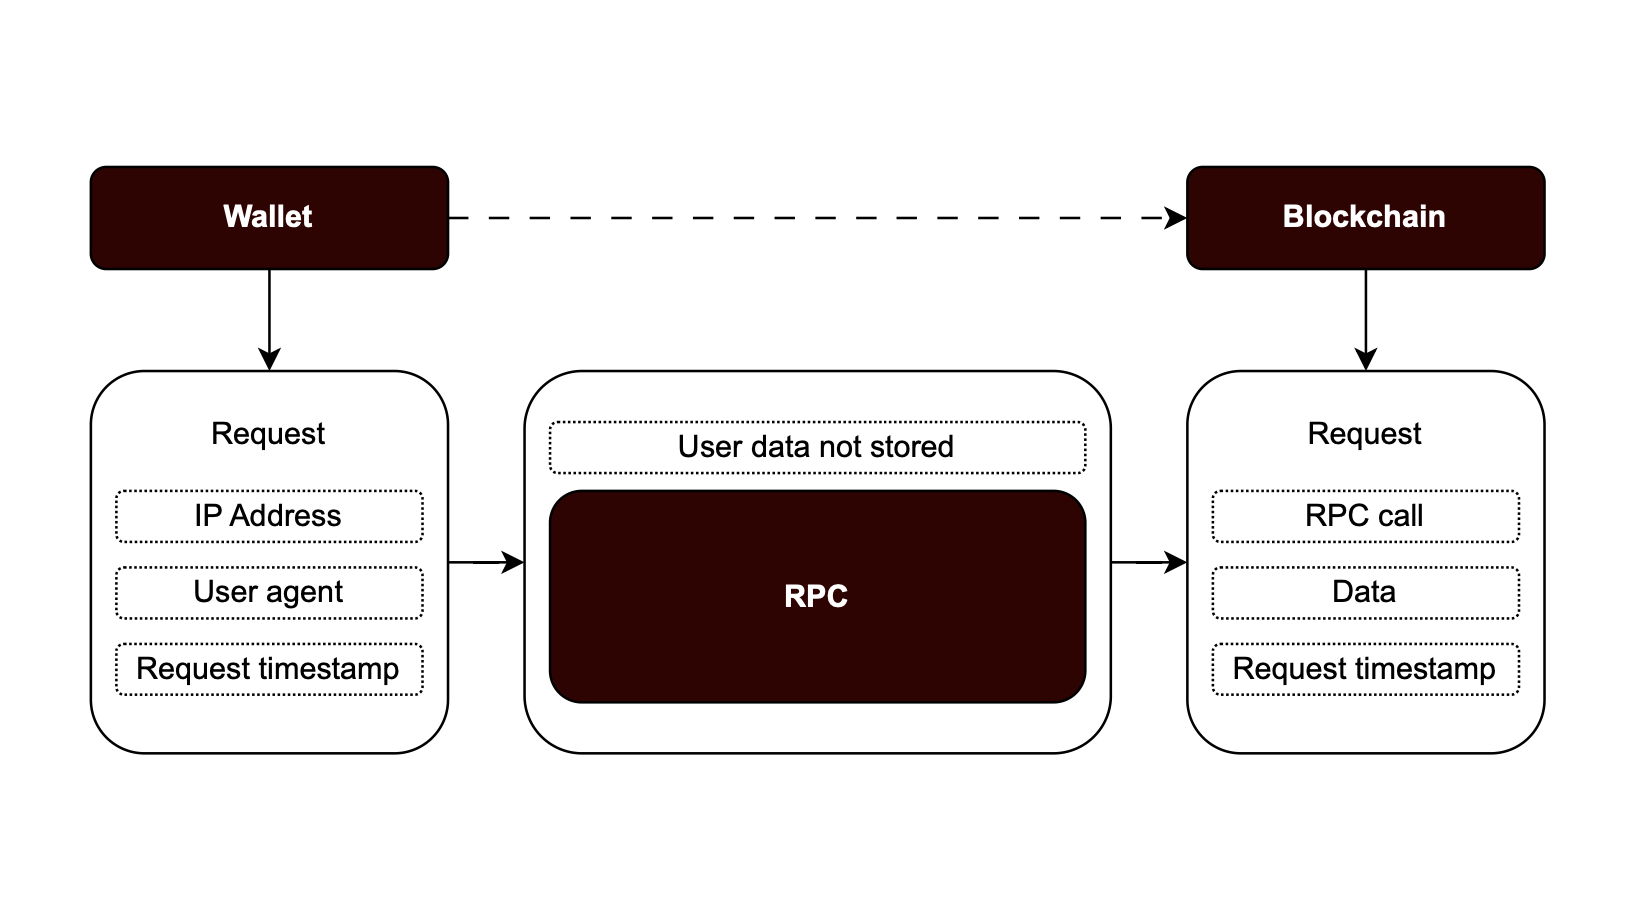 Wallet
Blockchain
Request
IP Address
User agent
Request timestamp
User data not stored
RPC
Request
RPC call
Data
Request timestamp